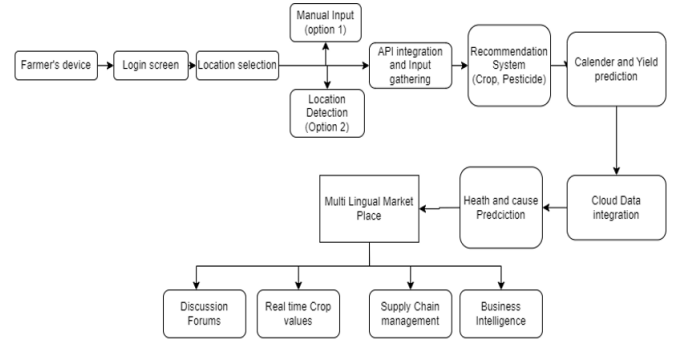 Manual Input
(option 1)
Farmer's device
Login screen
Location selection
API integration
and Input
gathering
Recommendation
System
(Crop, Pesticide)
Calender and Yield
prediction
Location
Detection
(Option 2)
Multi Lingual Market
Place
Heath and cause
Predciction
Cloud Data
integration
Discussion
Forums
Real time Crop
values
Supply Chain
management
Business
Intelligence